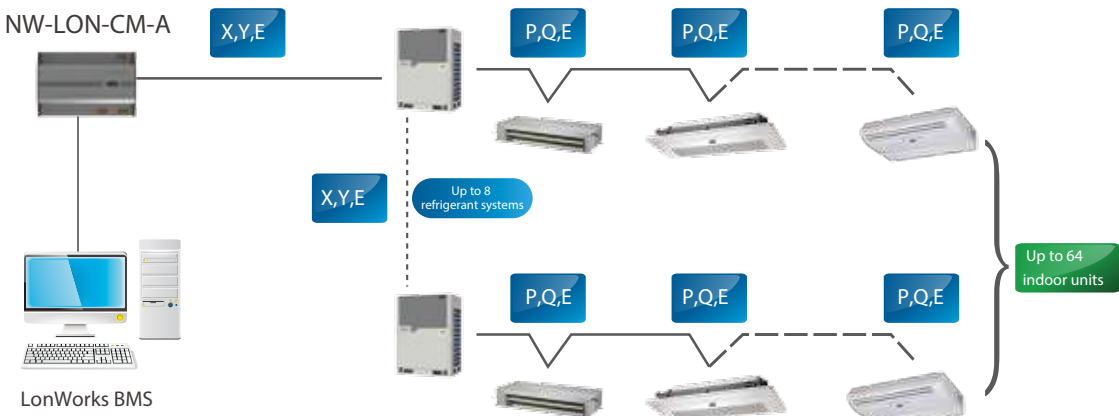 NW-LON-CM-A
X,Y,E
P,Q,E
P,Q,E
P,Q,E
X,Y,E
Up to 8
refrigerant systems
Up to 64
indoor units
P,Q,E
P,Q,E
P,Q,E
LonWorks BMS